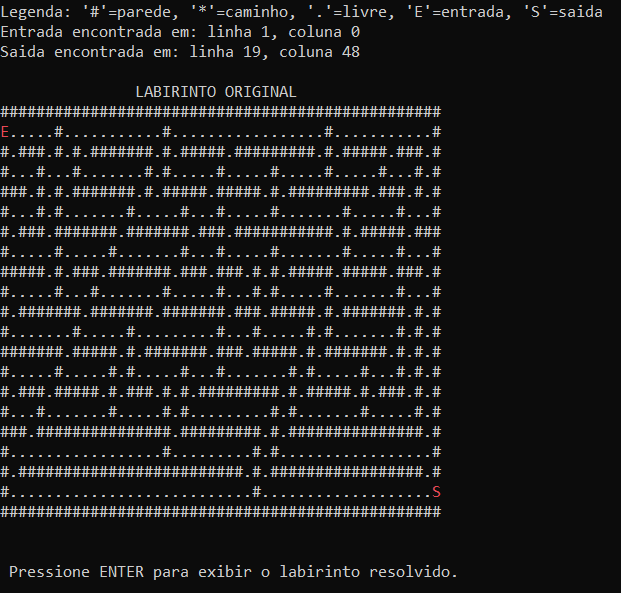 Legenda: '#'=parede, '*'=caminho, '.'=livre, 'E'=entrada, 'S'=saida
Entrada encontrada em: linha 1, coluna 0
Saida encontrada em: linha 19, coluna 48
LABIRINTO ORIGINAL
#################################################
E.....#...........#.................#...........#
#.###.#.#.#######.#.#####.#########.#.#####.###.#
#...#...#.......#.#.....#.....#.....#.....#...#.#
###.#.#.#######.#.#####.#####.#.#########.###.#.#
#...#.#.......#.....#...#.....#.......#.....#...#
#.###.#######.#######.###.###########.#.#####.###
#.....#.....#.......#...#.....#.......#.....#...#
#####.#.###.#######.###.###.#.#.#####.#####.###.#
#.....#...#.......#.....#...#.#.....#.......#...#
#.#######.#######.#######.###.#####.#.#######.#.#
#.......#.....#.........#...#.....#.#.......#.#.#
#######.#####.#.#######.###.#####.#.#######.#.#.#
#.....#.....#.#.....#...#.......#.#.....#...#.#.#
#.###.#####.#.###.#.#.#########.#.#####.#.###.#.#
#...#.......#.....#.#.........#.#.......#.....#.#
###.###############.#########.#.###############.#
#.................#.........#.#.................#
#.#########################.#.#################.#
#...........................#...................S
#################################################
Pressione ENTER para exibir o labirinto resolvido.